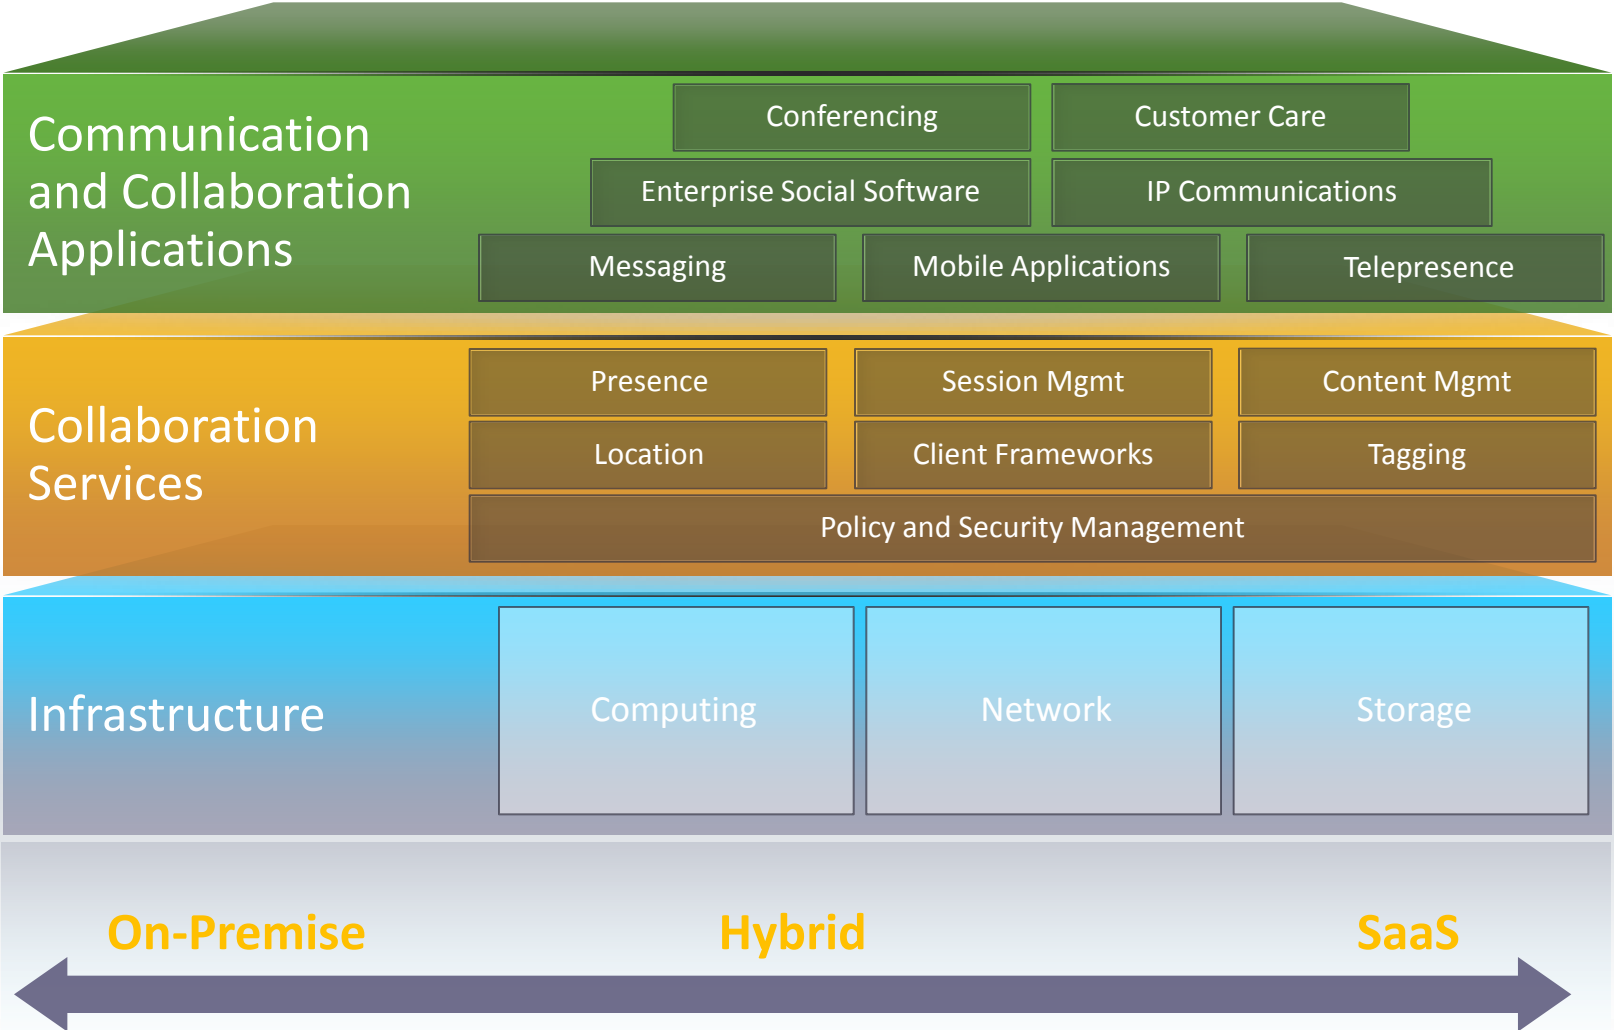 Communication
and Collaboration
Applications
Conferencing
Customer Care
Enterprise Social Software
IP Communications
Messaging
Mobile Applications
Telepresence
Collaboration
Services
Presence
Session Mgmt
Content Mgmt
Location
Client Frameworks
Tagging
Policy and Security Management
Infrastructure
Computing
Network
Storage
On-Premise
Hybrid
SaaS